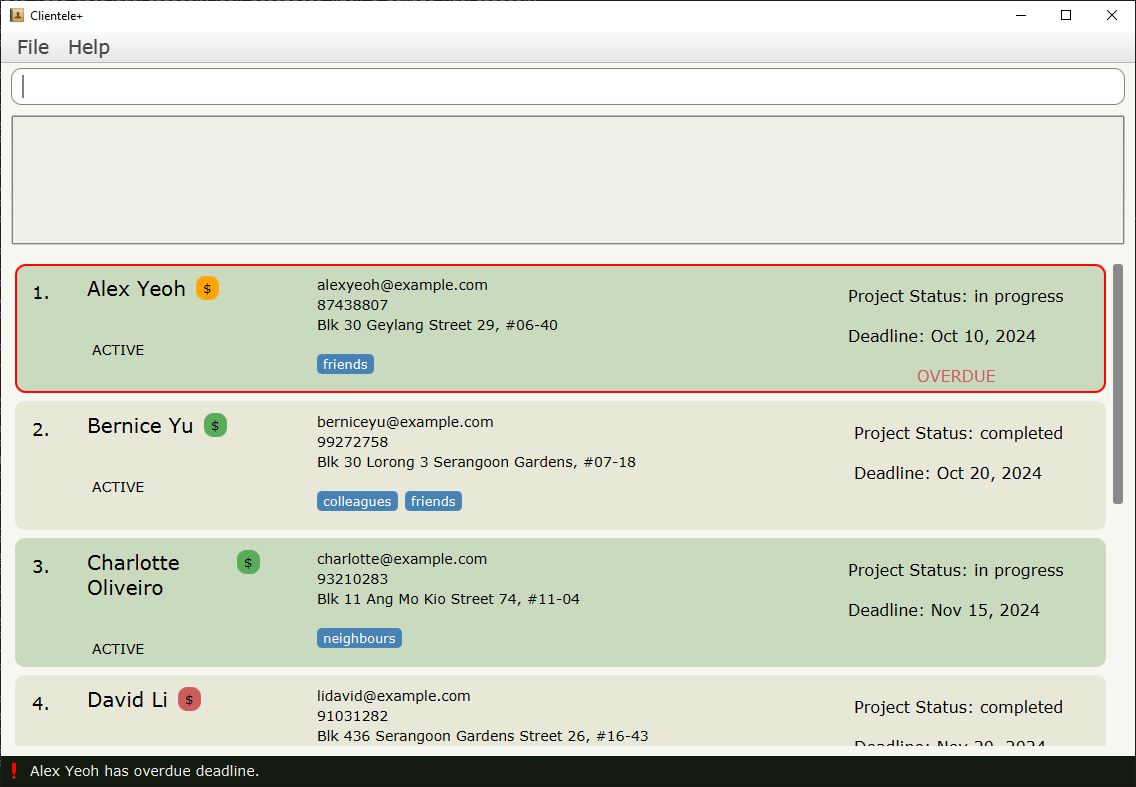 Clientele+
File Help
1. Alex Yeoh $
ACTIVE
alexyeoh@example.com
87438807
Blk 30 Geylang Street 29, #06-40
friends
Project Status: in progress
Deadline: Oct 10, 2024
OVERDUE
2. Bernice Yu $
ACTIVE
berniceyu@example.com
99272758
Blk 30 Lorong 3 Serangoon Gardens, #07-18
colleagues friends
Project Status: completed
Deadline: Oct 20, 2024
3. Charlotte $
Oliveiro
ACTIVE
charlotte@example.com
93210283
Blk 11 Ang Mo Kio Street 74, #11-04
neighbours
Project Status: in progress
Deadline: Nov 15, 2024
4. David Li $
lidavid@example.com
91031282
Blk 436 Serangoon Gardens Street 26, #16-43
Project Status: completed
Deadline: Nov 20, 2024
! Alex Yeoh has overdue deadline.